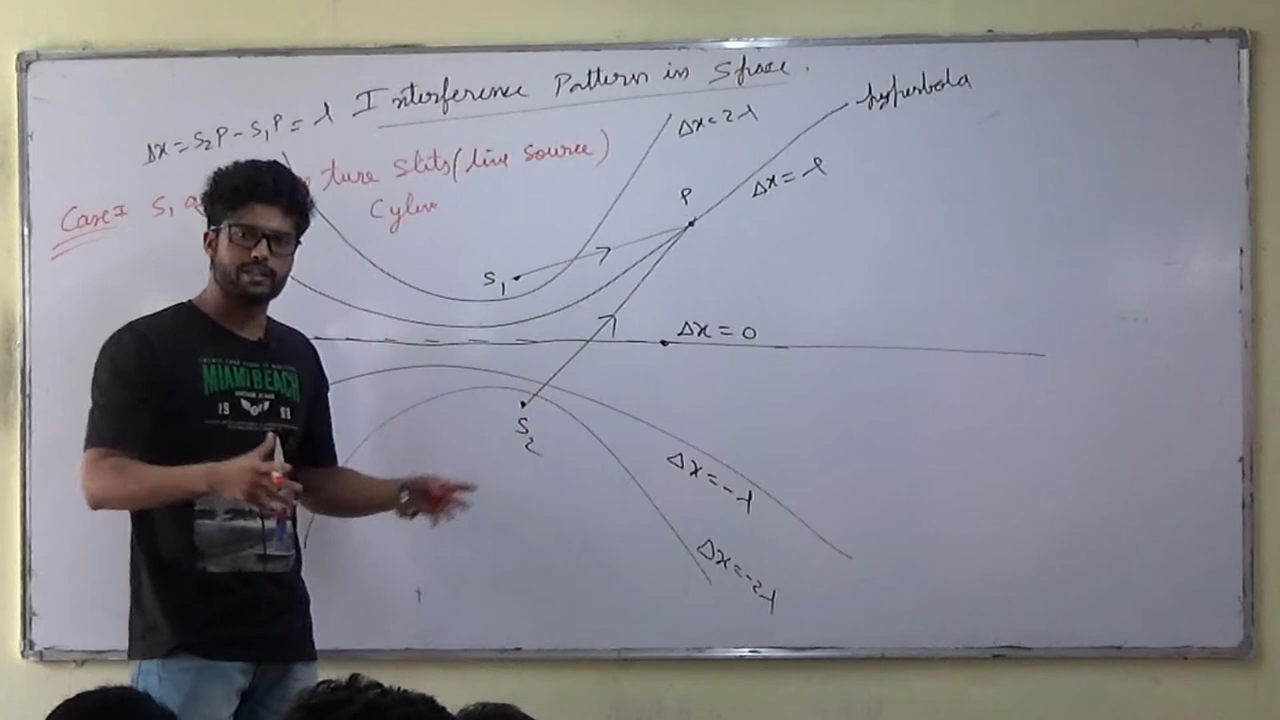 Interference Pattern in Space.
Δx = S₂P - S₁P = λ
Case I S₁ a ture Slits (line source)
Cylin
hyperbola
Δx = 2λ
Δx = λ
P
S₁
Δx = 0
S₂
Δx = -λ
Δx = -2λ
MIAMI BEACH
19 88